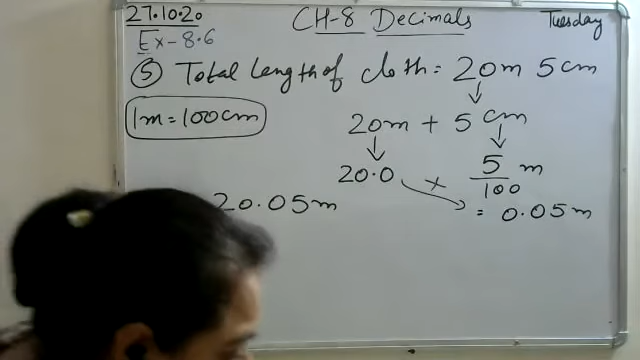 27.10.20 CH-8 Decimals Tuesday
Ex-8.6
⑤ Total length of cloth = 20m 5cm
1m=100cm
20m + 5 cm
20.0 × 5/100 m
20.05m = 0.05m